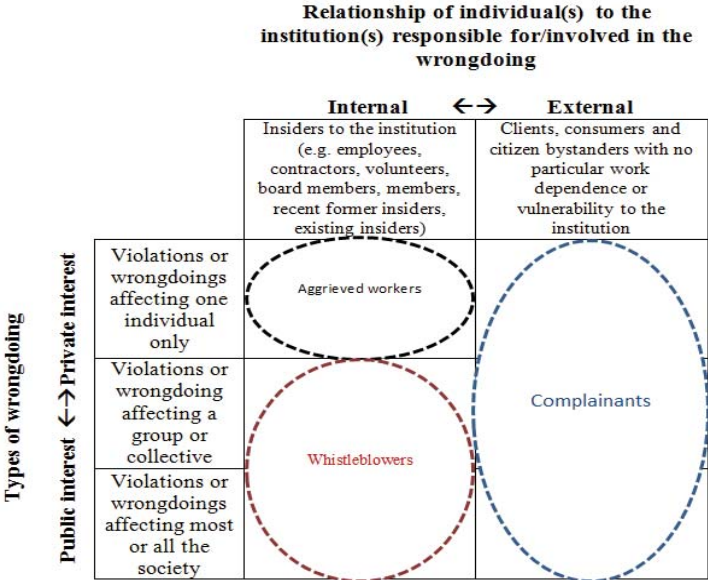 Relationship of individual(s) to the
institution(s) responsible for/involved in the
wrongdoing
Internal ←→ External
Insiders to the institution
(e.g. employees,
contractors, volunteers,
board members, members,
recent former insiders,
existing insiders)
Clients, consumers and
citizen bystanders with no
particular work
dependence or
vulnerability to the
institution
Types of wrongdoing
Public interest ←→Private interest
Violations or
wrongdoings
affecting one
individual
only
Aggrieved workers
Violations or
wrongdoing
affecting a
group or
collective
Whistleblowers
Complainants
Violations or
wrongdoings
affecting most
or all the
society